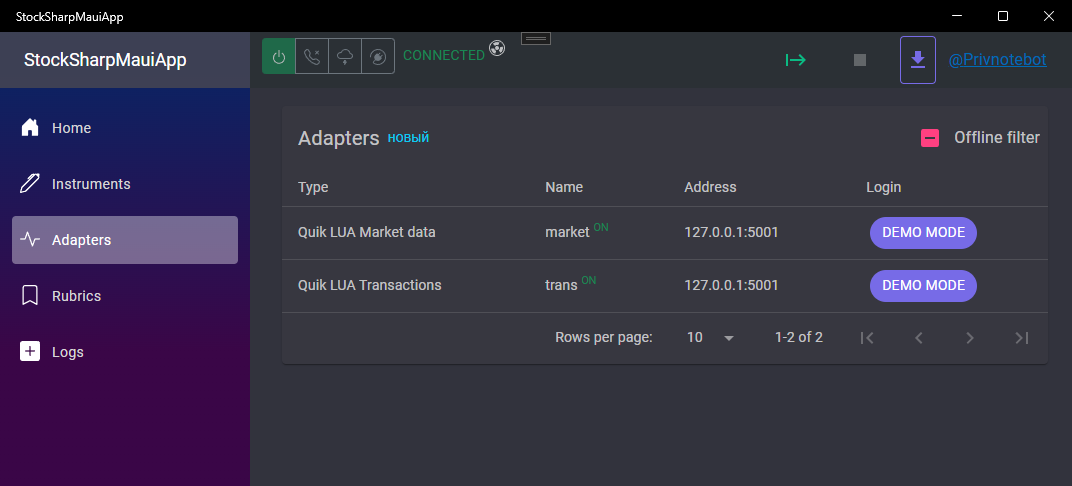 StockSharpMauiApp
StockSharpMauiApp
CONNECTED
@Privnotebot
Home
Instruments
Adapters
Rubrics
Logs
Adapters новый
Offline filter
Type Name Address Login
Quik LUA Market data market ON 127.0.0.1:5001 DEMO MODE
Quik LUA Transactions trans ON 127.0.0.1:5001 DEMO MODE
Rows per page: 10 1-2 of 2